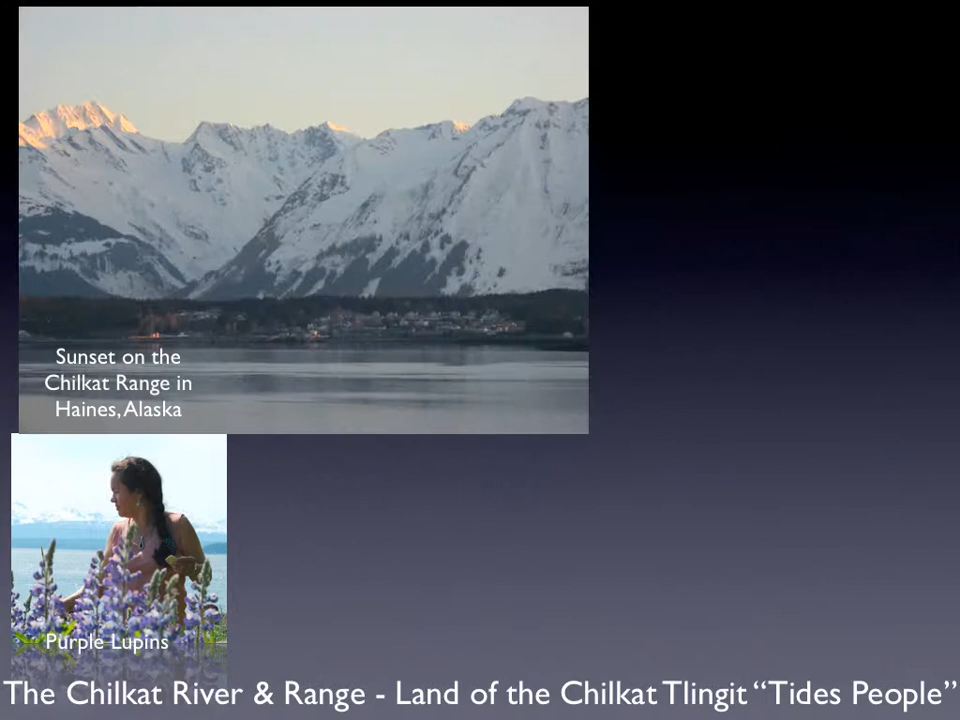 Sunset on the
Chilkat Range in
Haines, Alaska
Purple Lupins
The Chilkat River & Range - Land of the Chilkat Tlingit “Tides People”